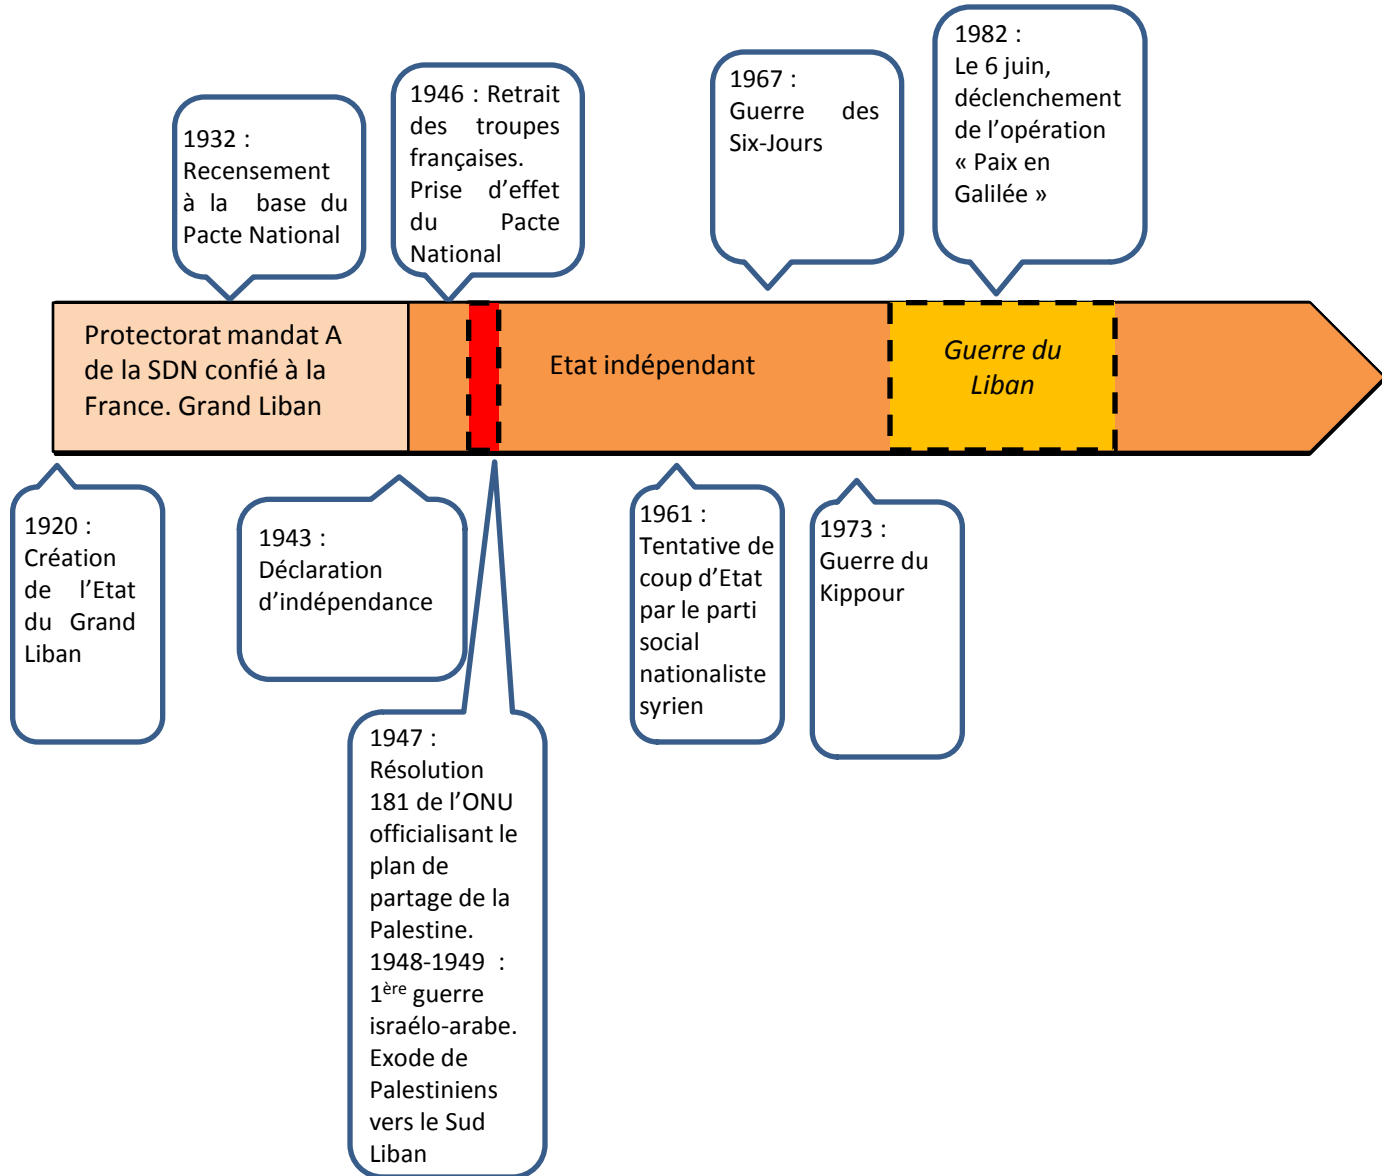 1932 :
Recensement
à la base du
Pacte National
1946 : Retrait
des troupes
françaises.
Prise d’effet
du Pacte
National
1967 :
Guerre des
Six-Jours
1982 :
Le 6 juin,
déclenchement
de l’opération
« Paix en
Galilée »
Protectorat mandat A
de la SDN confié à la
France. Grand Liban
Etat indépendant
Guerre du
Liban
1920 :
Création
de l’Etat
du Grand
Liban
1943 :
Déclaration
d’indépendance
1947 :
Résolution
181 de l’ONU
officialisant le
plan de
partage de la
Palestine.
1948-1949 :
1ère guerre
israélo-arabe.
Exode de
Palestiniens
vers le Sud
Liban
1961 :
Tentative de
coup d’Etat
par le parti
social
nationaliste
syrien
1973 :
Guerre du
Kippour